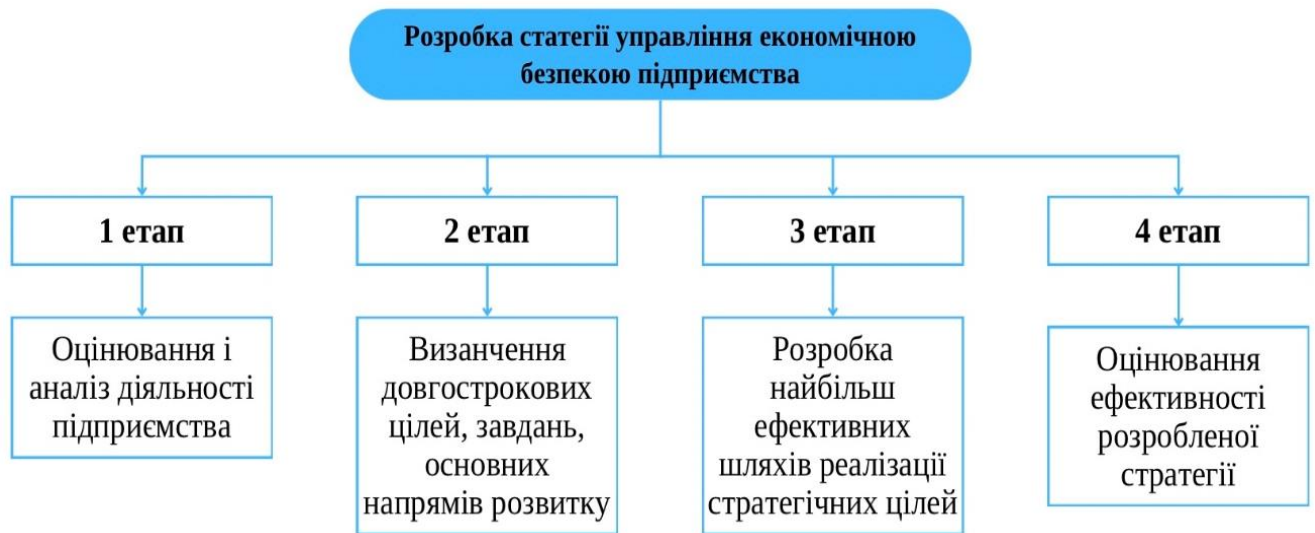 Розробка статегії управління економічною
безпекою підприємства
1 етап
2 етап
3 етап
4 етап
Оцінювання і
аналіз діяльності
підприємства
Визанчення
довгострокових
цілей, завдань,
основних
напрямів розвитку
Розробка
найбільш
ефективних
шляхів реалізації
стратегічних цілей
Оцінювання
ефективності
розробленої
стратегії